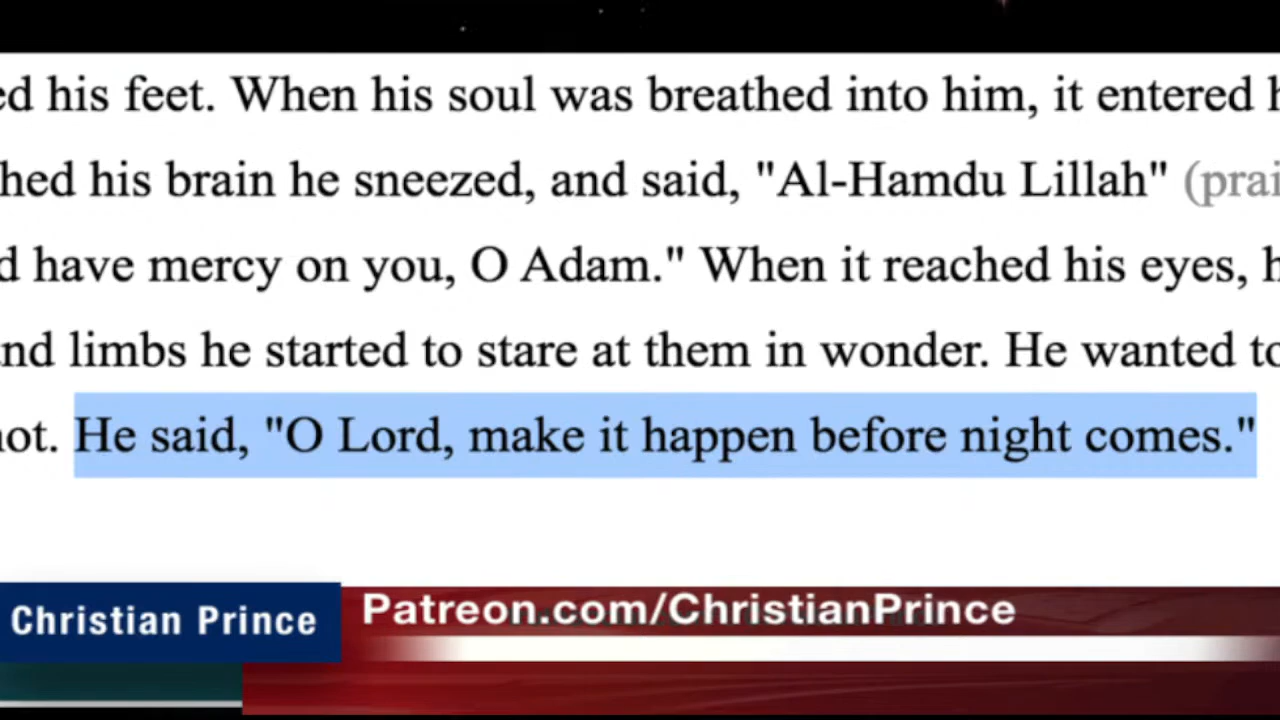 ed his feet. When his soul was breathed into him, it entered h
hed his brain he sneezed, and said, "Al-Hamdu Lillah" (prai
d have mercy on you, O Adam." When it reached his eyes, h
and limbs he started to stare at them in wonder. He wanted to
not. He said, "O Lord, make it happen before night comes."
Christian Prince
Patreon.com/ChristianPrince